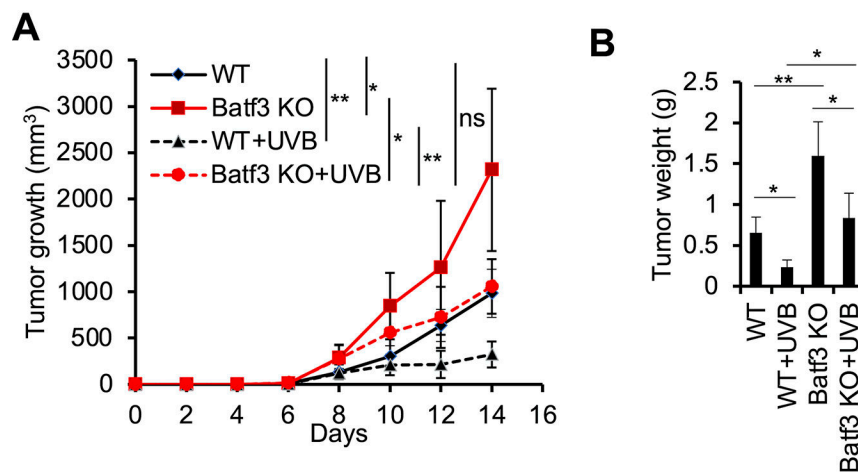 A
Tumor growth (mm³)
3500
3000
2500
2000
1500
1000
500
0
WT
Batf3 KO
WT+UVB
Batf3 KO+UVB
**
*
*
**
ns
0 2 4 6 8 10 12 14 16
Days
B
Tumor weight (g)
2.5
2
1.5
1
0.5
0
*
**
*
*
WT
WT+UVB
Batf3 KO
Batf3 KO+UVB